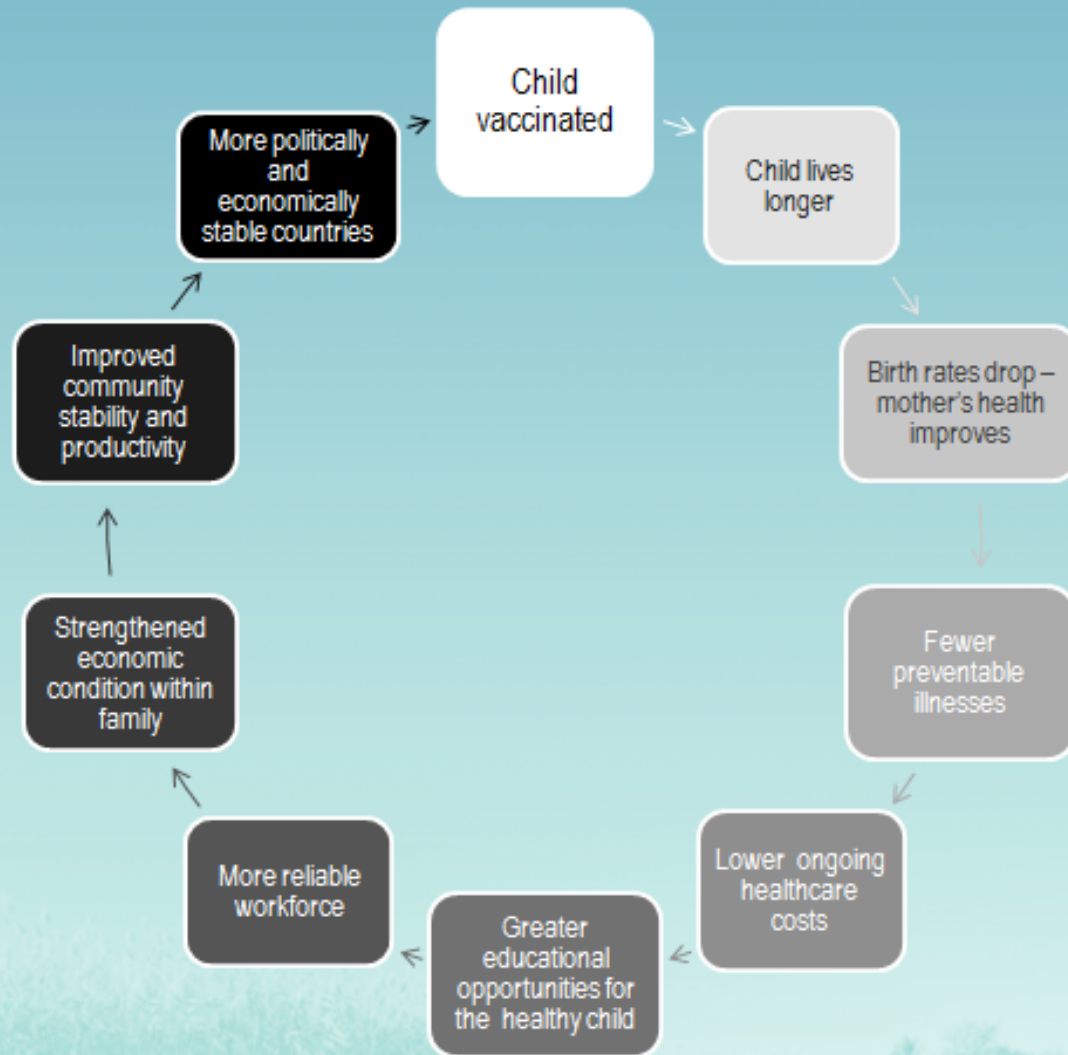 Child
vaccinated
Child lives
longer
Birth rates drop –
mother's health
improves
Fewer
preventable
illnesses
Lower ongoing
healthcare
costs
Greater
educational
opportunities for
the healthy child
More reliable
workforce
Strengthened
economic
condition within
family
Improved
community
stability and
productivity
More politically
and
economically
stable countries